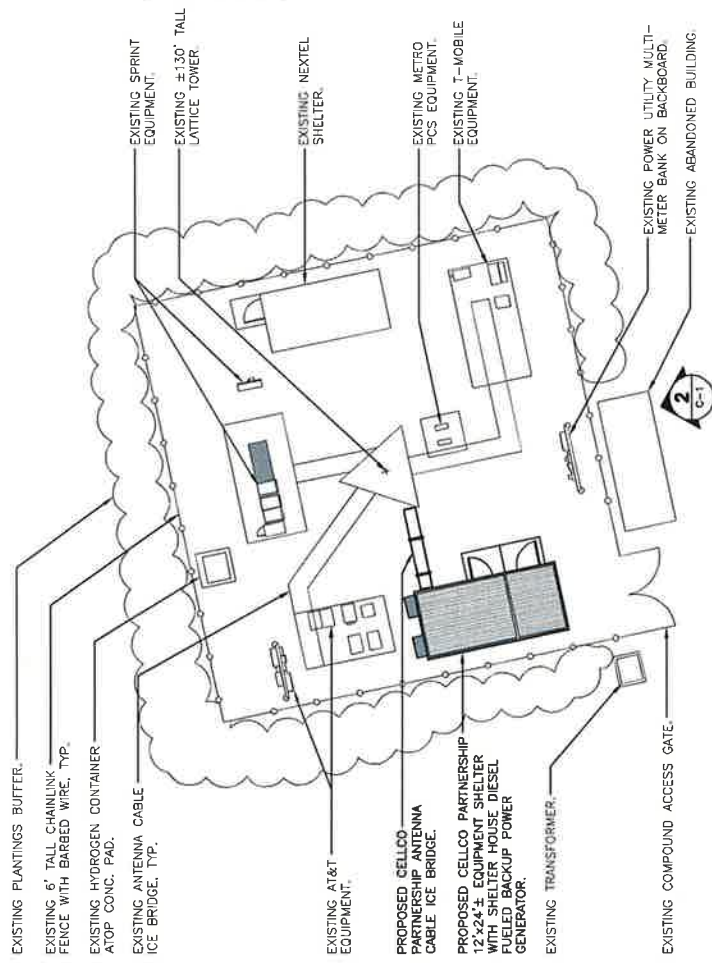 EXISTING PLANTINGS BUFFER.
EXISTING 6' TALL CHAINLINK
FENCE WITH BARBED WIRE, TYP.
EXISTING HYDROGEN CONTAINER
ATOP CONC. PAD.
EXISTING ANTENNA CABLE
ICE BRIDGE, TYP.
EXISTING AT&T
EQUIPMENT.
PROPOSED CELLCO
PARTNERSHIP ANTENNA
CABLE ICE BRIDGE.
PROPOSED CELLCO PARTNERSHIP
12'x24'± EQUIPMENT SHELTER
WITH SHELTER HOUSE DIESEL
FUELED BACKUP POWER
GENERATOR.
EXISTING TRANSFORMER.
EXISTING COMPOUND ACCESS GATE.
EXISTING SPRINT
EQUIPMENT.
EXISTING ±130' TALL
LATTICE TOWER.
EXISTING NEXTEL
SHELTER.
EXISTING METRO
PCS EQUIPMENT.
EXISTING T-MOBILE
EQUIPMENT.
EXISTING POWER UTILITY MULTI-
METER BANK ON BACKBOARD.
EXISTING ABANDONED BUILDING.
2
C-1